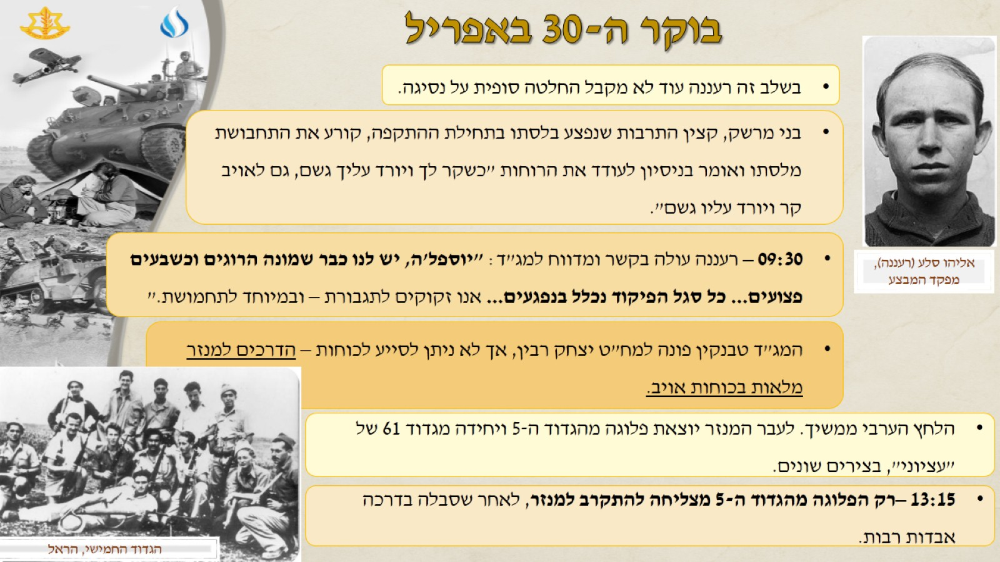 בוקר ה-30 באפריל
• בשלב זה רעננה עוד לא מקבל החלטה סופית על נסיגה.
• בני מרשק, קצין התרבות שנפצע בלסתו בתחילת ההתקפה, קורע את התחבושת
מלסתו ואומר בניסיון לעודד את הרוחות "כשקר לך ויורד עליך גשם, גם לאויב
קר ויורד עליו גשם".
• 09:30 – רעננה עולה בקשר ומדווח למג"ד : "יוספל'ה, יש לנו כבר שמונה הרוגים וכשבעים
פצועים... כל סגל הפיקוד נכלל בנפגעים... אנו זקוקים לתגבורת – ובמיוחד לתחמושת."
• המג"ד טבנקין פונה למח"ט יצחק רבין, אך לא ניתן לסייע לכוחות – הדרכים למנזר
מלאות בכוחות אויב.
• הלחץ הערבי ממשיך. לעבר המנזר יוצאת פלוגה מהגדוד ה-5 ויחידה מגדוד 61 של
"עציוני", בצירים שונים.
• 13:15 –רק הפלוגה מהגדוד ה-5 מצליחה להתקרב למנזר, לאחר שסבלה בדרכה
אבדות רבות.
אליהו סלע (רעננה),
מפקד המבצע
הגדוד החמישי, הראל